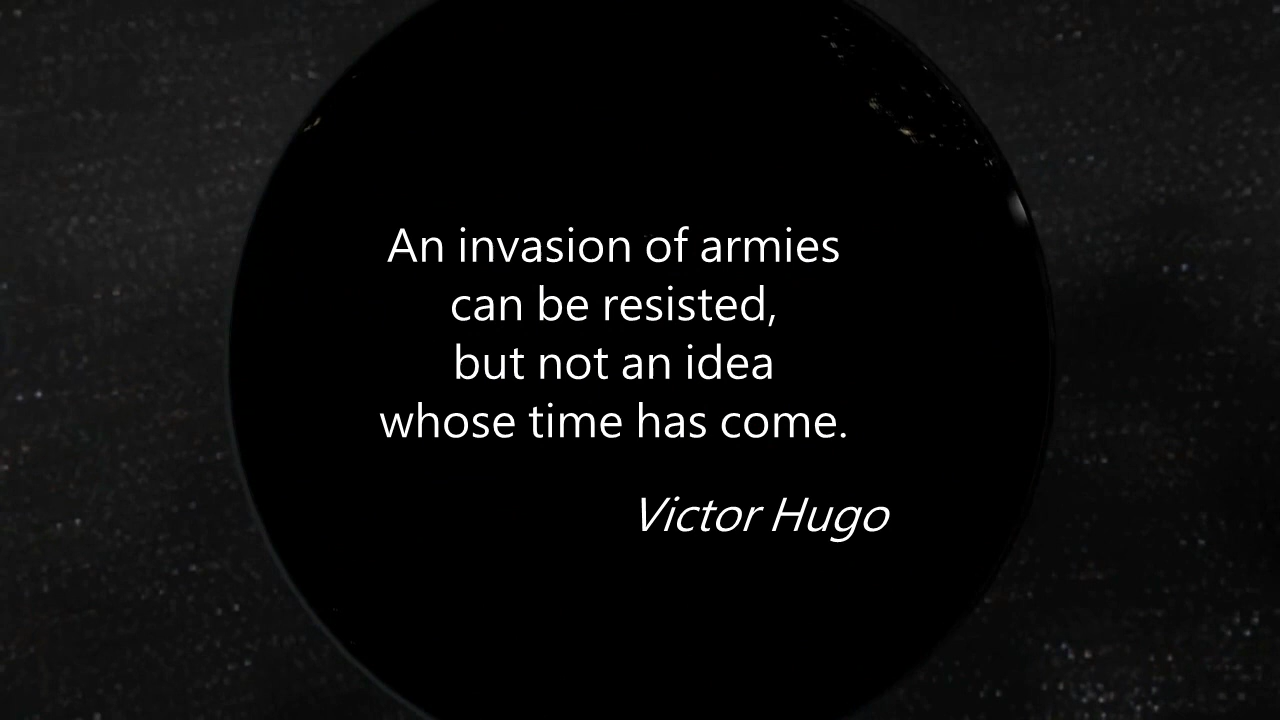 An invasion of armies
can be resisted,
but not an idea
whose time has come.
Victor Hugo